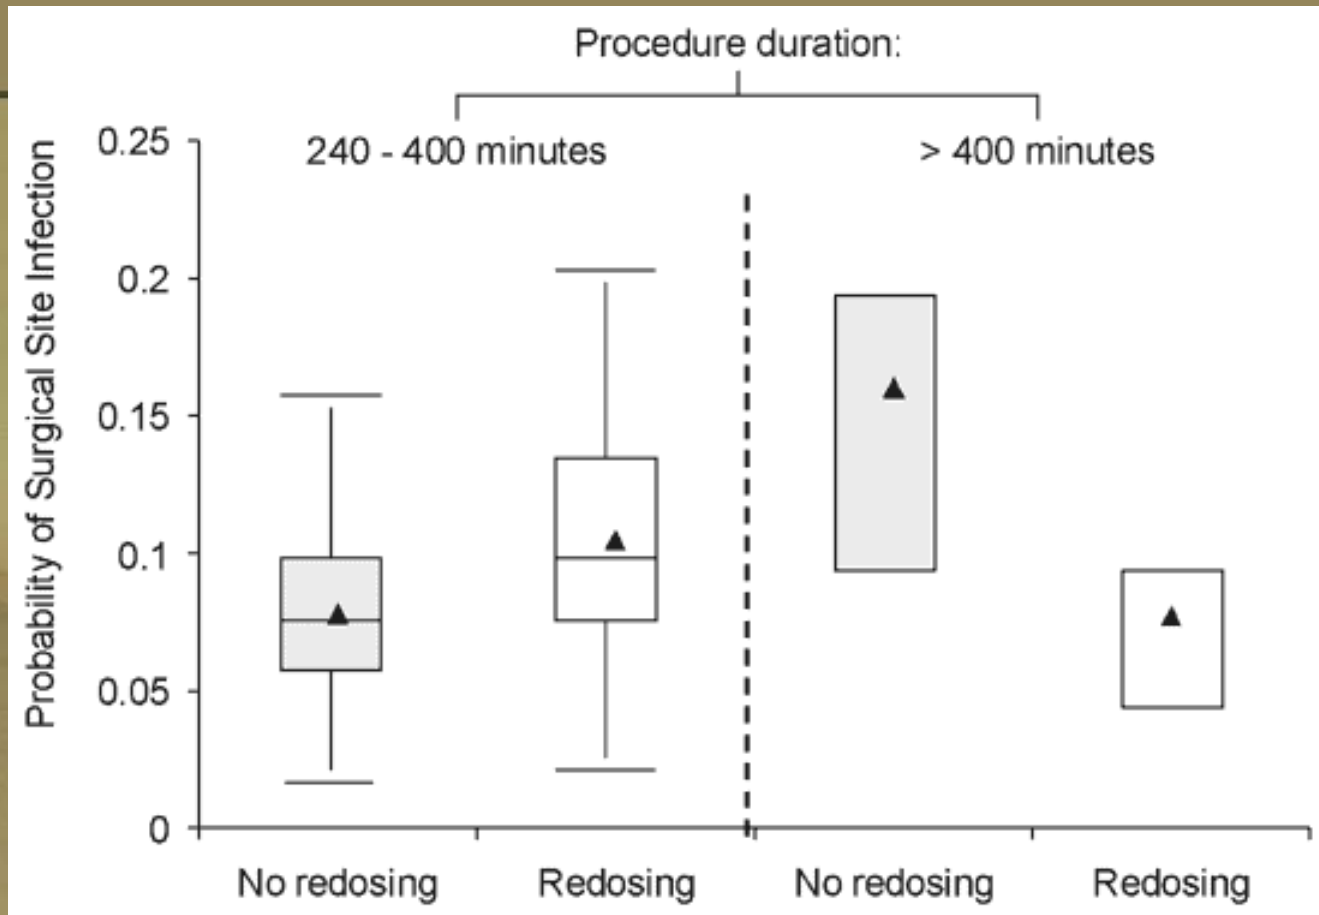 Procedure duration:
240 - 400 minutes
> 400 minutes
Probability of Surgical Site Infection
0.25
0.2
0.15
0.1
0.05
0
No redosing
Redosing
No redosing
Redosing